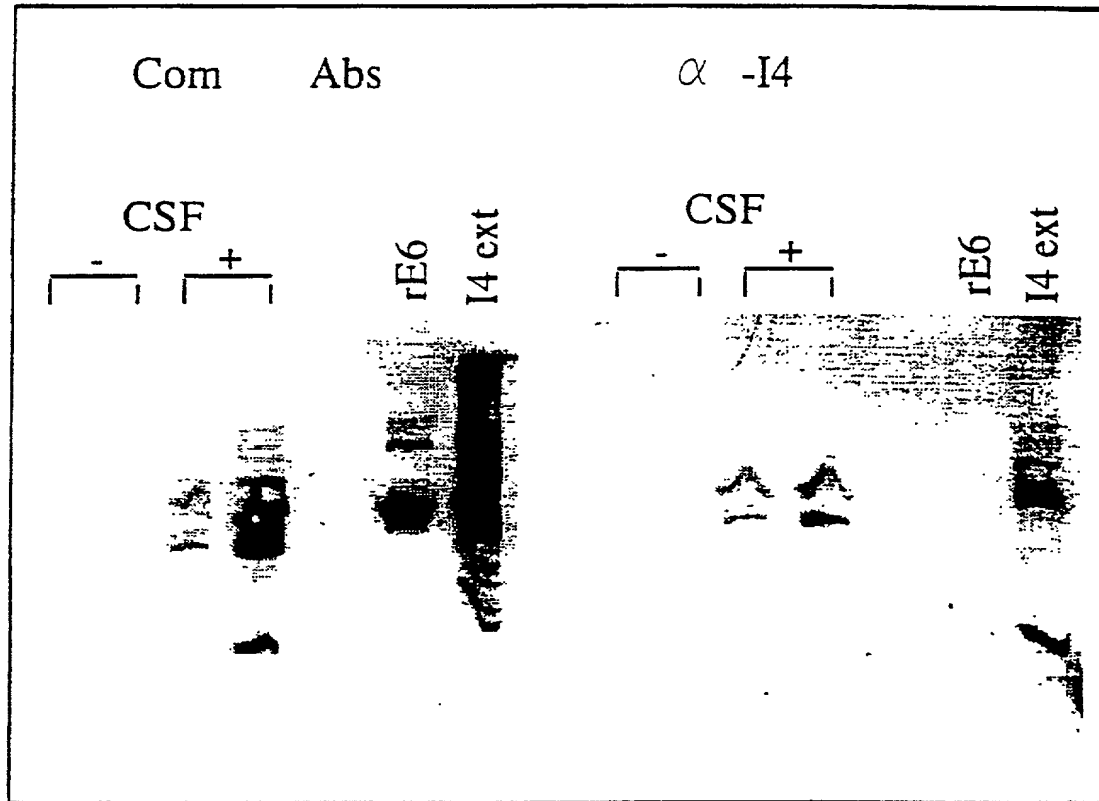 Com Abs α -I4
CSF CSF
- + rE6 I4 ext - + rE6 I4 ext